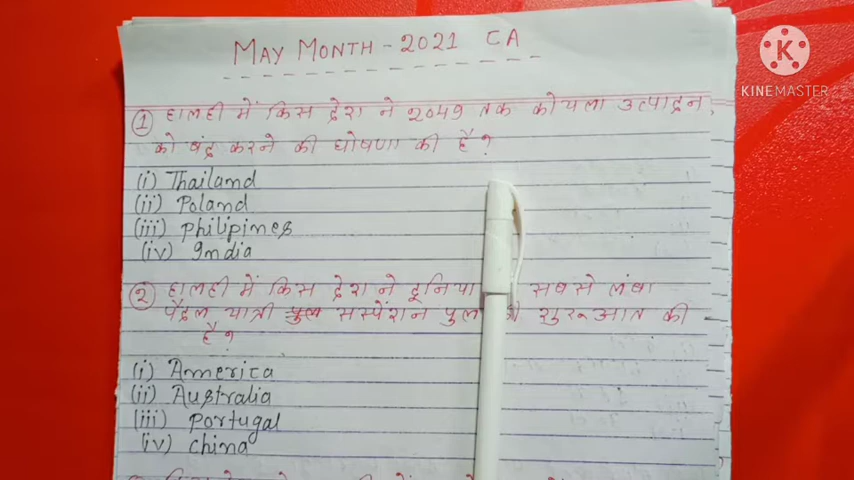 MAY MONTH - 2021 CA
KINEMASTER
① हालही में किस देश ने 2049 तक कोयला उत्पादन,
को बंद करने की घोषणा की है?
(i) Thailand
(ii) Poland
(iii) philipines
(iv) India
② हालही में किस देश ने दूनिया सबसे लंबा
पैदल यात्री पुल सस्पेंशन पुल की शुरूआत की
है?
(i) America
(ii) Australia
(iii) portugal
(iv) china